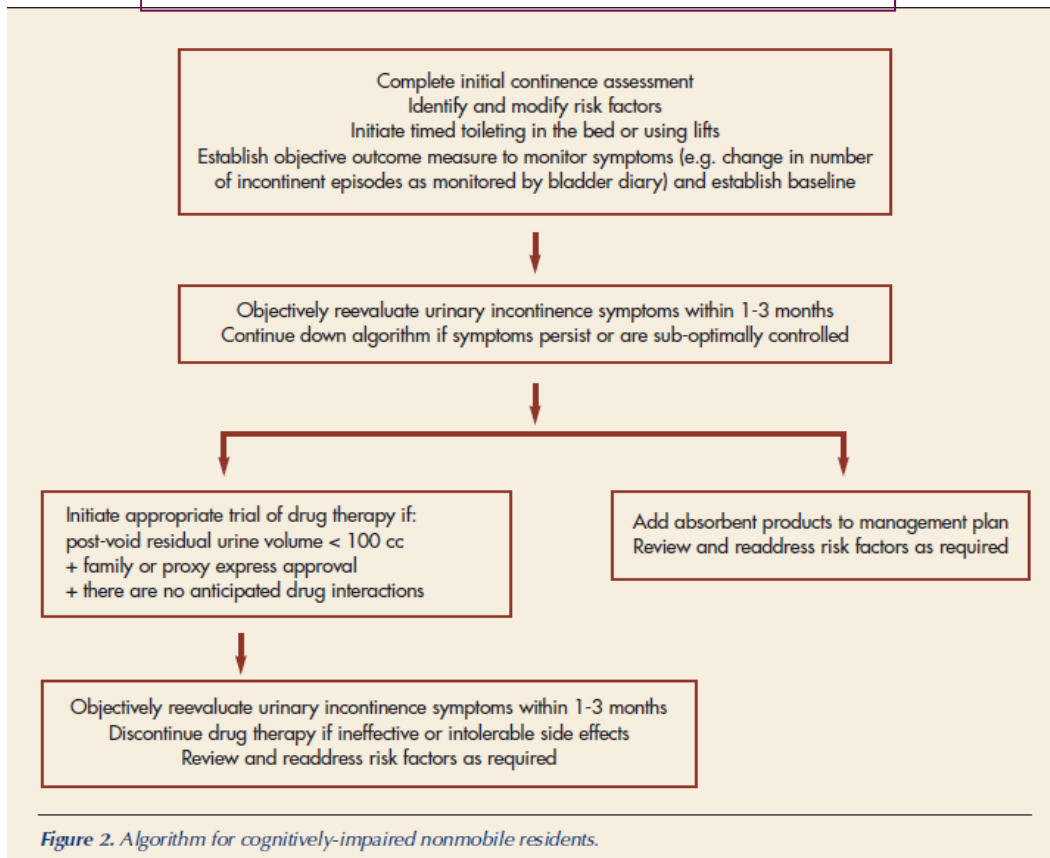 Complete initial continence assessment
Identify and modify risk factors
Initiate timed toileting in the bed or using lifts
Establish objective outcome measure to monitor symptoms (e.g. change in number
of incontinent episodes as monitored by bladder diary) and establish baseline
Objectively reevaluate urinary incontinence symptoms within 1-3 months
Continue down algorithm if symptoms persist or are sub-optimally controlled
Initiate appropriate trial of drug therapy if:
post-void residual urine volume < 100 cc
+ family or proxy express approval
+ there are no anticipated drug interactions
Add absorbent products to management plan
Review and readdress risk factors as required
Objectively reevaluate urinary incontinence symptoms within 1-3 months
Discontinue drug therapy if ineffective or intolerable side effects
Review and readdress risk factors as required
Figure 2. Algorithm for cognitively-impaired nonmobile residents.